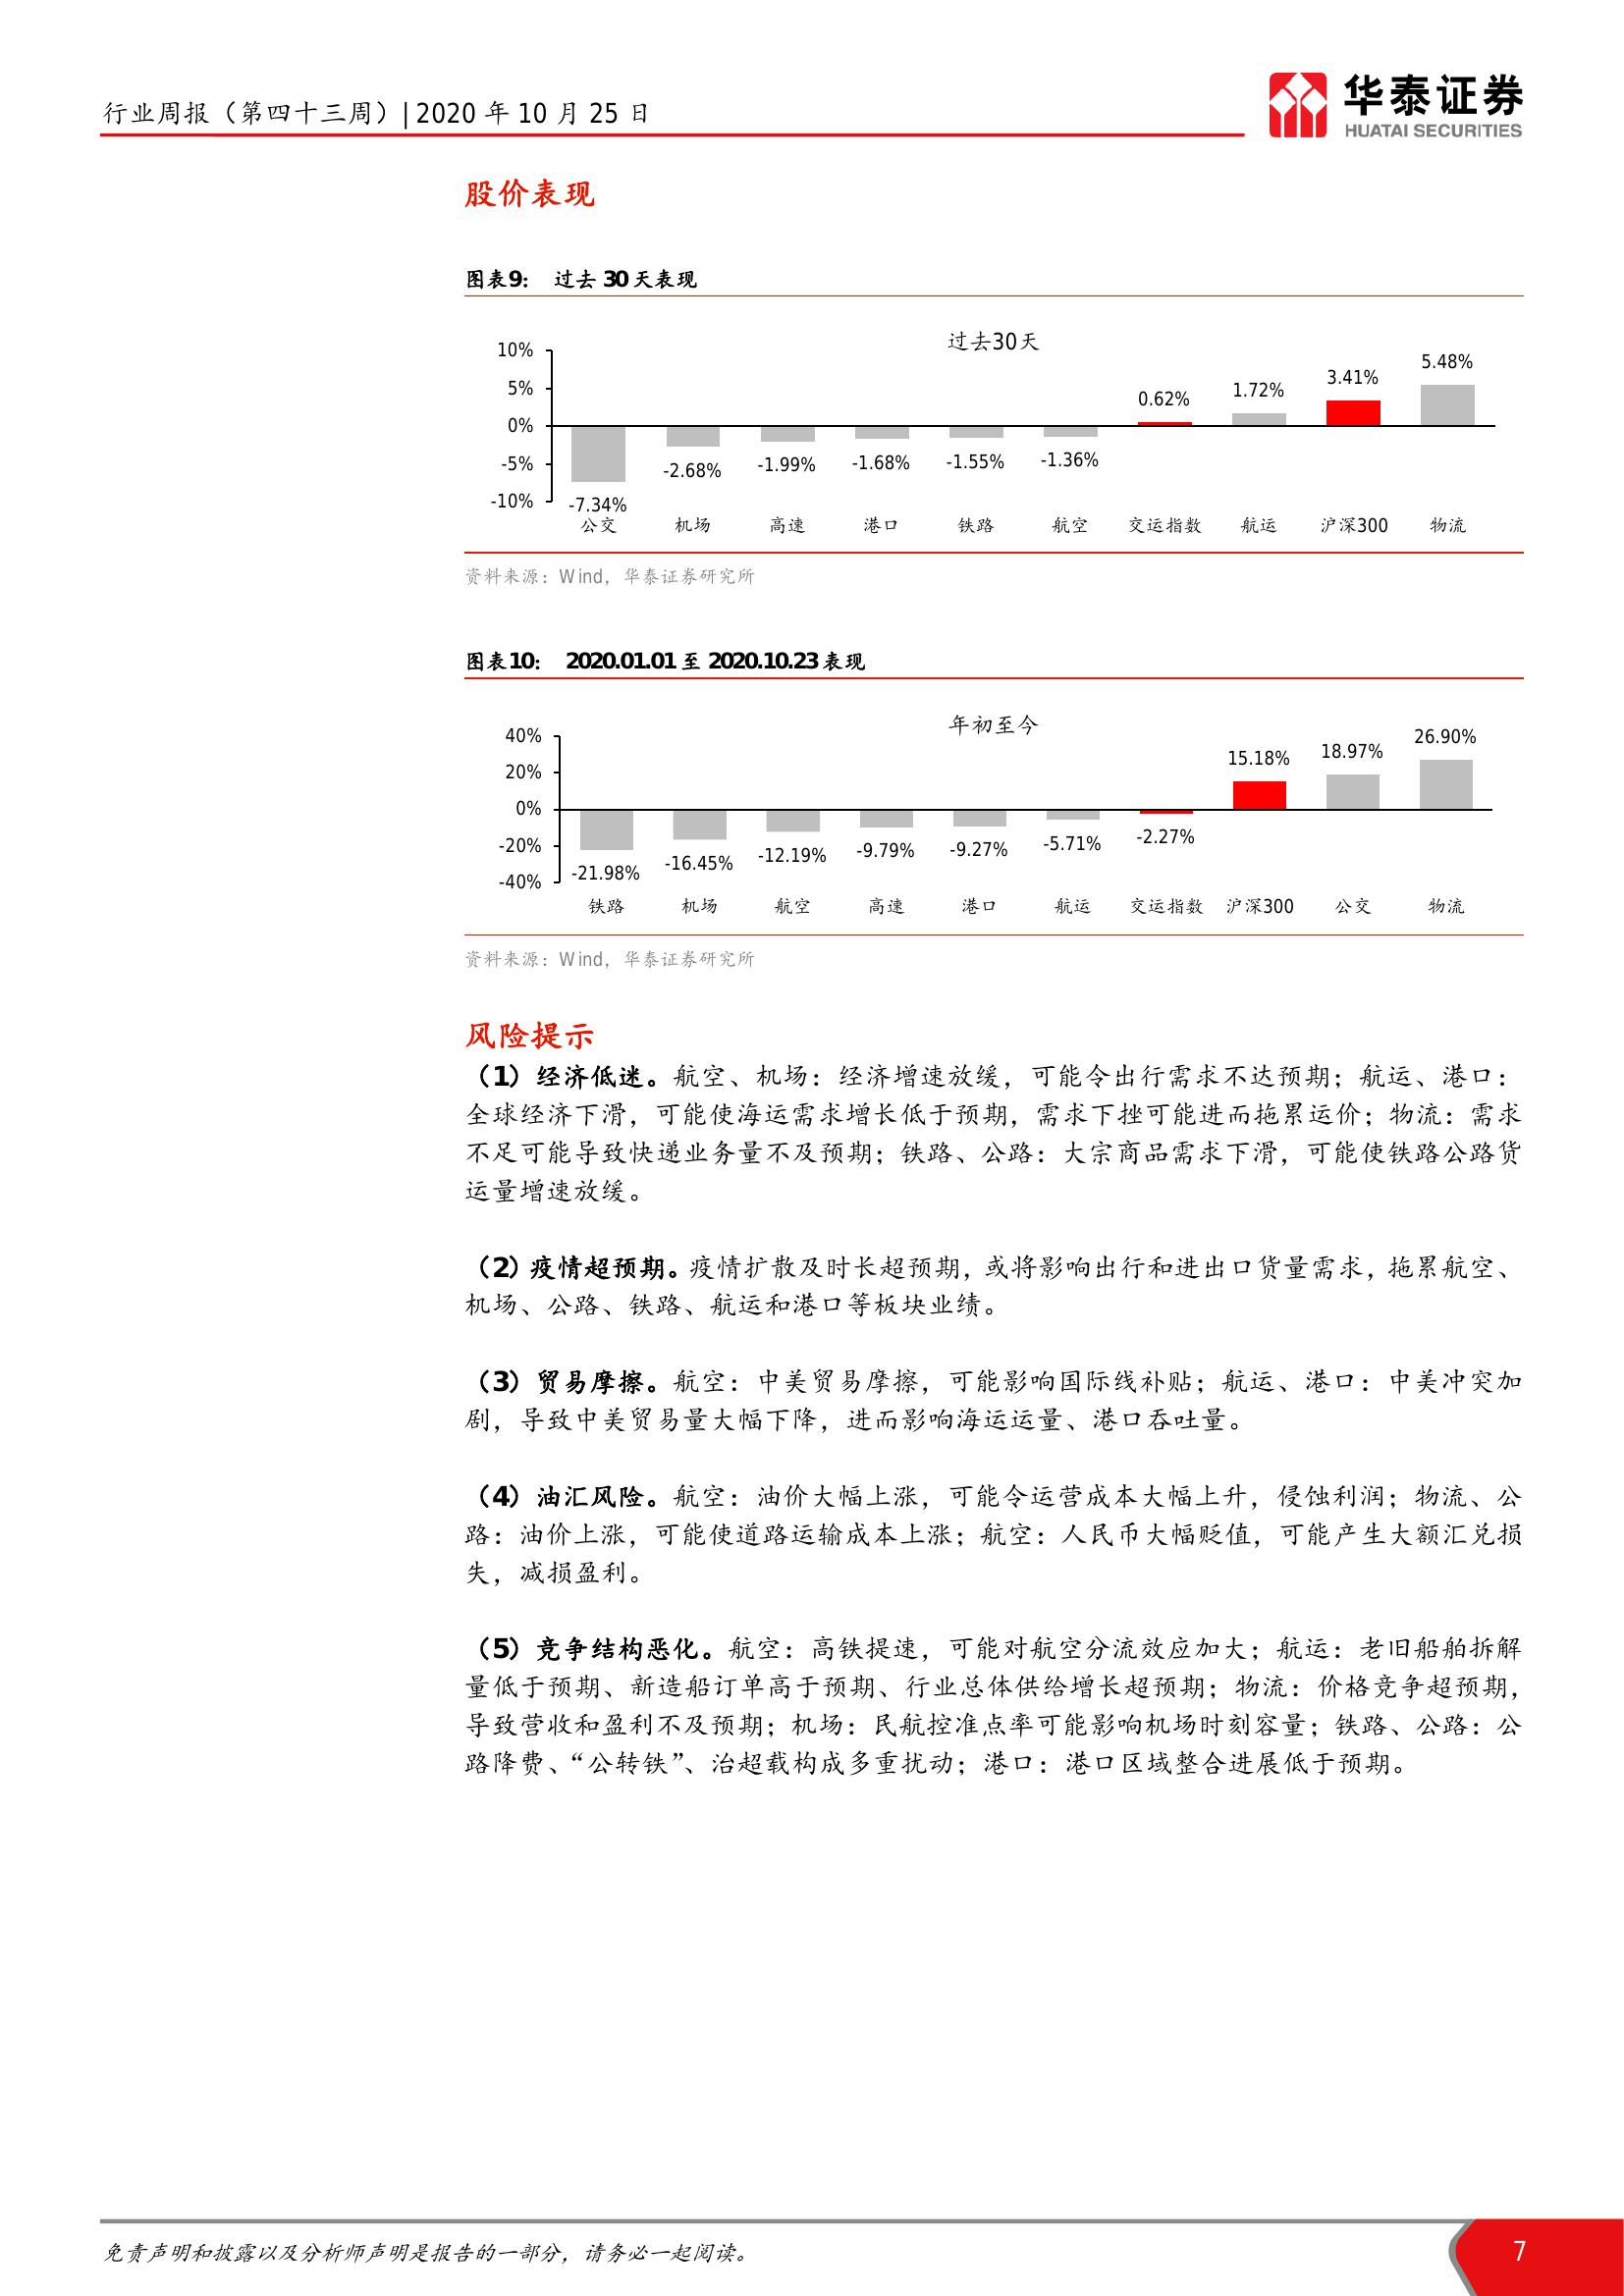 行业周报（第四十三周）| 2020 年 10 月 25 日
华泰证券
HUATAI SECURITIES
股价表现
图表9： 过去 30 天表现
过去30天
10%
5%
0%
-5%
-10%
-7.34%
-2.68%
-1.99%
-1.68%
-1.55%
-1.36%
0.62%
1.72%
3.41%
5.48%
公交 机场 高速 港口 铁路 航空 交运指数 航运 沪深300 物流
资料来源：Wind，华泰证券研究所
图表10： 2020.01.01 至 2020.10.23 表现
年初至今
40%
20%
0%
-20%
-40%
-21.98%
-16.45%
-12.19%
-9.79%
-9.27%
-5.71%
-2.27%
15.18%
18.97%
26.90%
铁路 机场 航空 高速 港口 航运 交运指数 沪深300 公交 物流
资料来源：Wind，华泰证券研究所
风险提示
（1）经济低迷。航空、机场：经济增速放缓，可能令出行需求不达预期；航运、港口：
全球经济下滑，可能使海运需求增长低于预期，需求下挫可能进而拖累运价；物流：需求
不足可能导致快递业务量不及预期；铁路、公路：大宗商品需求下滑，可能使铁路公路货
运量增速放缓。
（2）疫情超预期。疫情扩散及时长超预期，或将影响出行和进出口货量需求，拖累航空、
机场、公路、铁路、航运和港口等板块业绩。
（3）贸易摩擦。航空：中美贸易摩擦，可能影响国际线补贴；航运、港口：中美冲突加
剧，导致中美贸易量大幅下降，进而影响海运运量、港口吞吐量。
（4）油汇风险。航空：油价大幅上涨，可能令运营成本大幅上升，侵蚀利润；物流、公
路：油价上涨，可能使道路运输成本上涨；航空：人民币大幅贬值，可能产生大额汇兑损
失，减损盈利。
（5）竞争结构恶化。航空：高铁提速，可能对航空分流效应加大；航运：老旧船舶拆解
量低于预期、新造船订单高于预期、行业总体供给增长超预期；物流：价格竞争超预期，
导致营收和盈利不及预期；机场：民航控准点率可能影响机场时刻容量；铁路、公路：公
路降费、“公转铁”、治超载构成多重扰动；港口：港口区域整合进展低于预期。
免责声明和披露以及分析师声明是报告的一部分，请务必一起阅读。
7